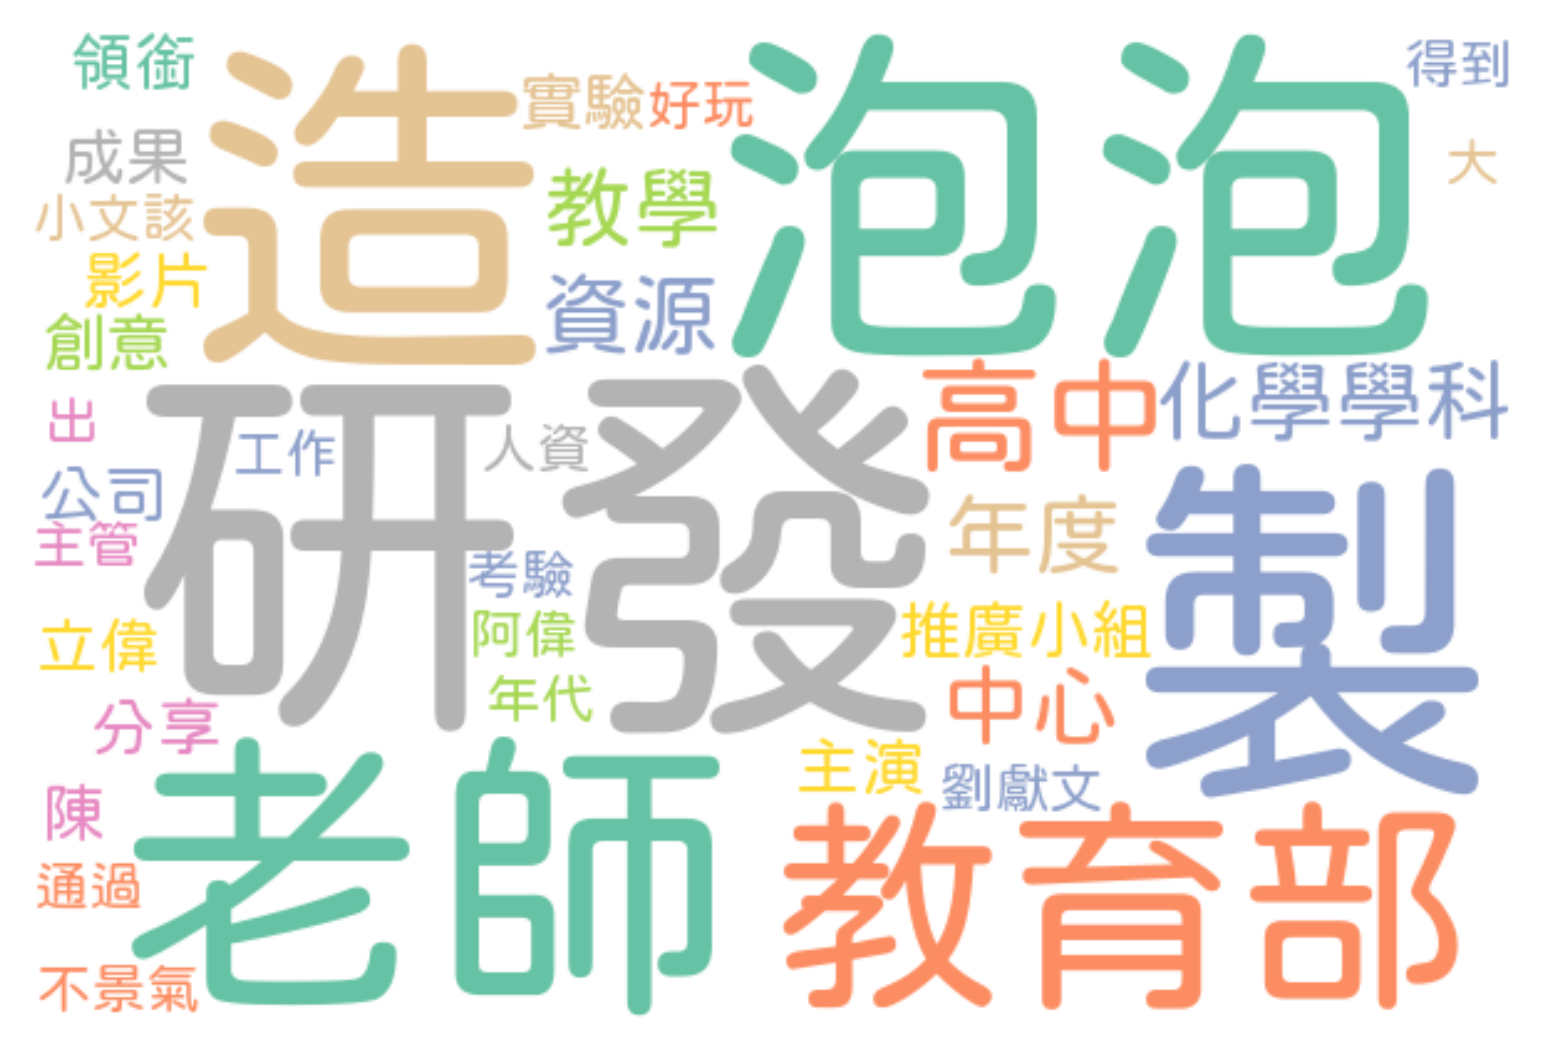 領銜
造
實驗
好玩
泡泡
得到
成果
大
小文該
教學
影片
資源
創意
研發
高中
化學學科
出
工作
人資
公司
製
主管
年度
考驗
阿偉
推廣小組
立偉
年代
中心
分享
老師
主演
劉獻文
陳
教育部
通過
不景氣